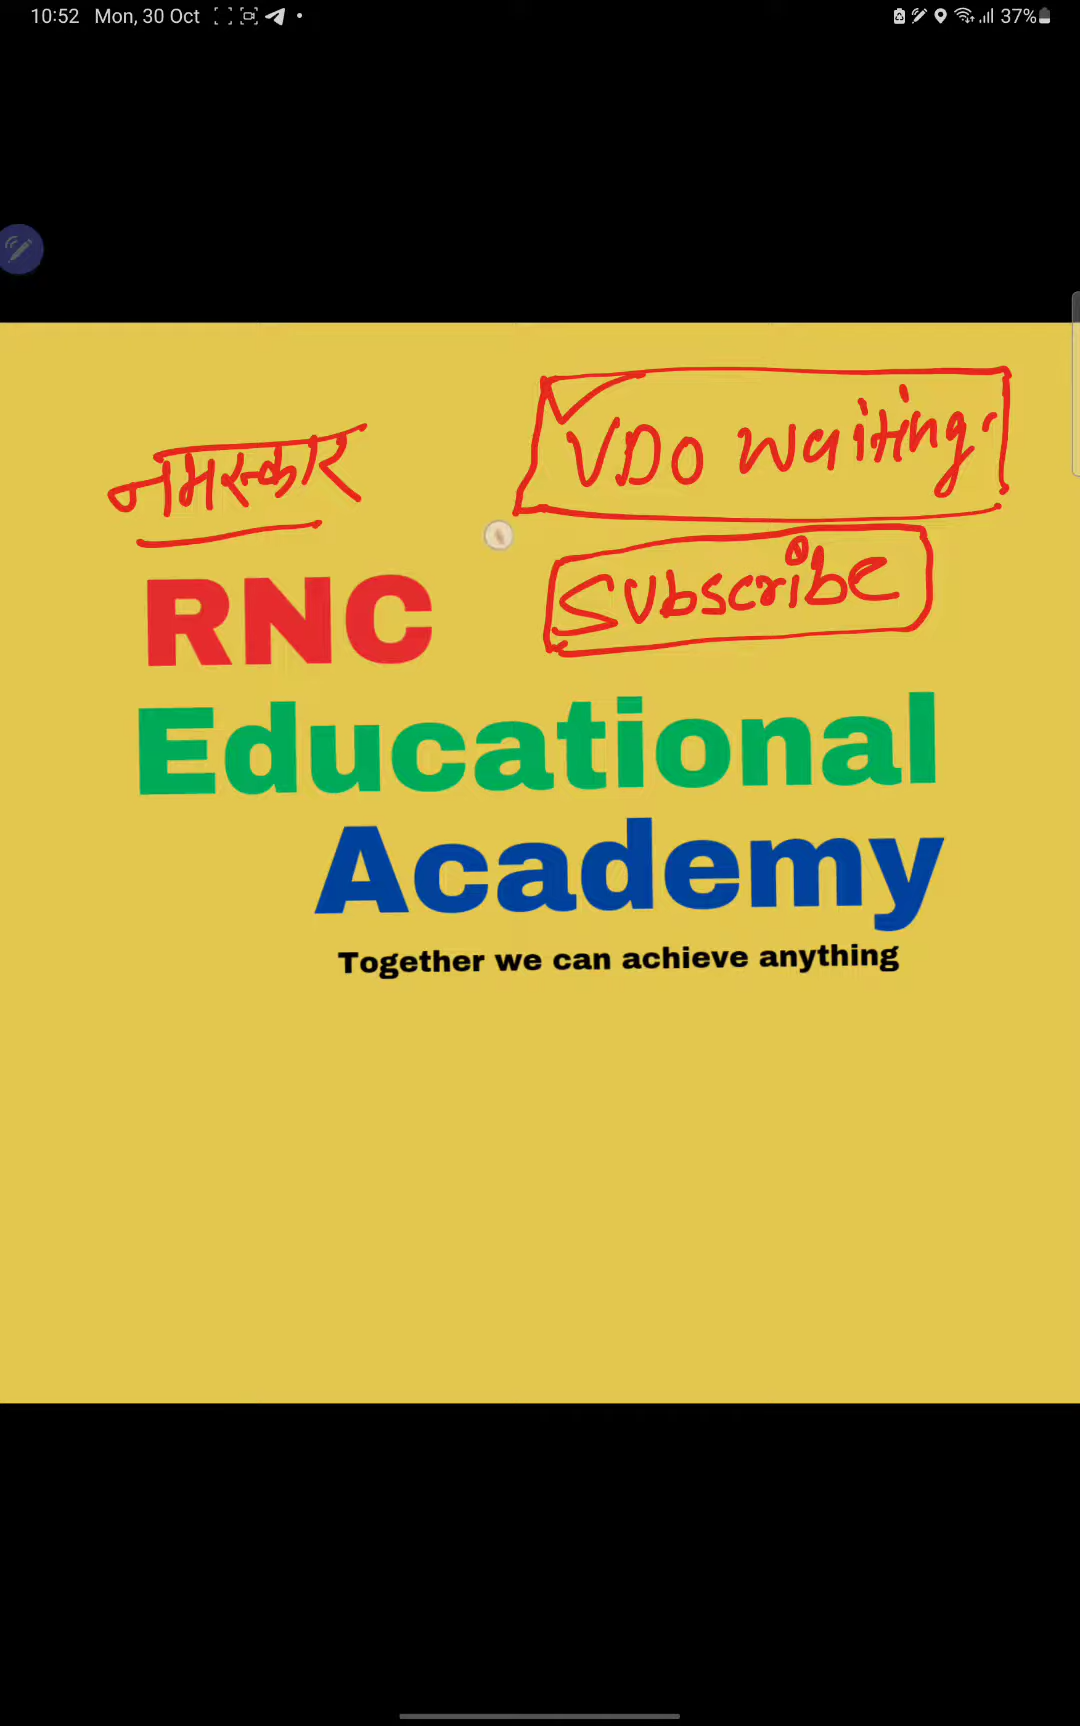 10:52 Mon, 30 Oct 37%
नमस्कार
VDO waiting.
Subscribe
RNC
Educational
Academy
Together we can achieve anything